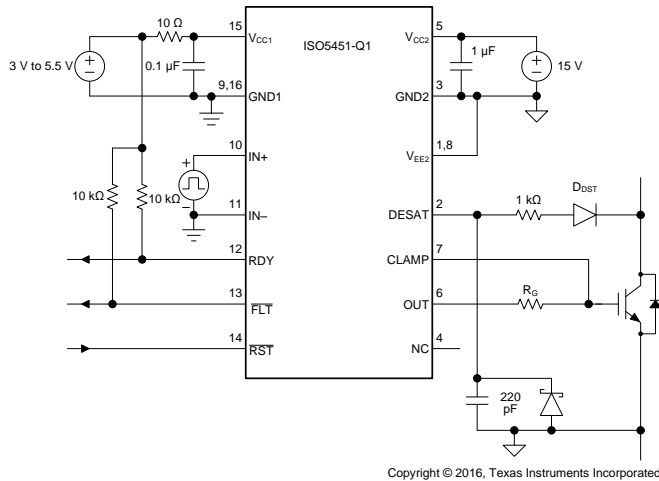 10 Ω
15
VCC1
ISO5451-Q1
VCC2
5
3 V to 5.5 V
+
−
0.1 µF
1 µF
+
−
15 V
9,16
GND1
GND2
3
10
IN+
+
−
VEE2
1,8
10 kΩ
10 kΩ
11
IN−
DESAT
2
1 kΩ
DDST
12
RDY
CLAMP
7
13
FLT
OUT
6
RG
14
RST
NC
4
220
pF
Copyright © 2016, Texas Instruments Incorporated